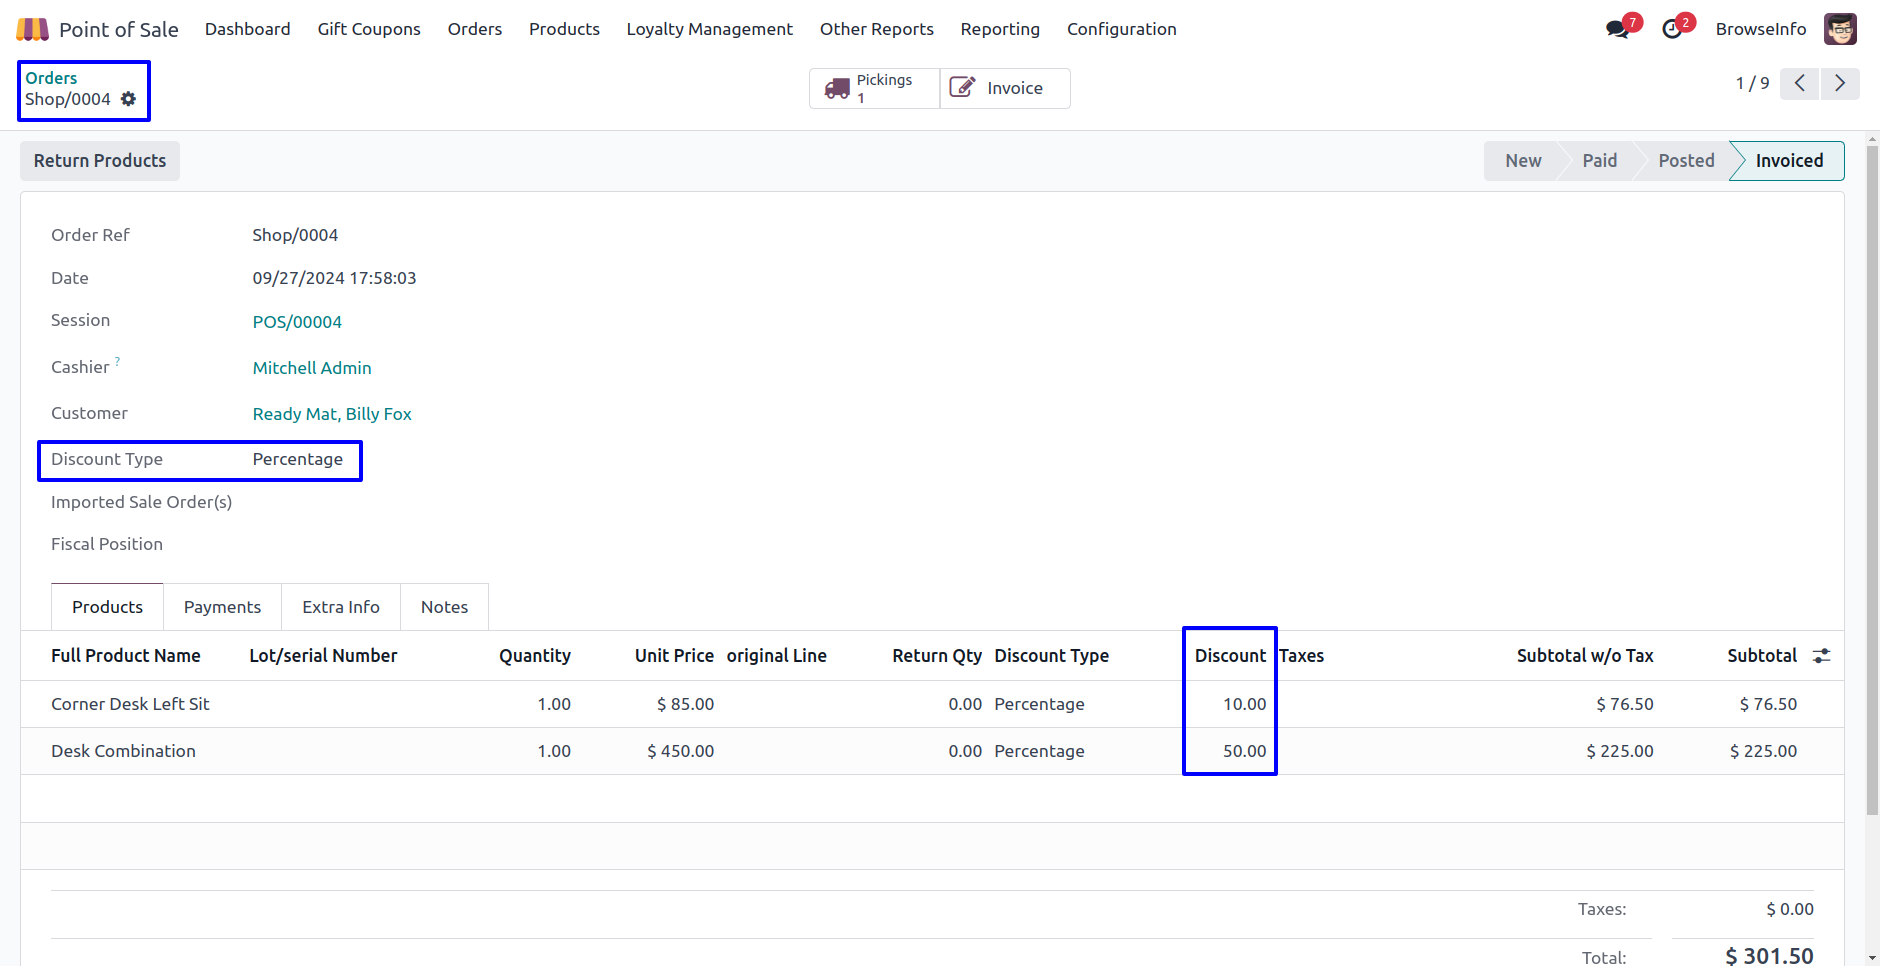 Point of Sale Dashboard Gift Coupons Orders Products Loyalty Management Other Reports Reporting Configuration 7 2 BrowseInfo
Orders
Shop/0004
Pickings
1
Invoice
1 / 9
Return Products
New Paid Posted Invoiced
Order Ref Shop/0004
Date 09/27/2024 17:58:03
Session POS/00004
Cashier ? Mitchell Admin
Customer Ready Mat, Billy Fox
Discount Type Percentage
Imported Sale Order(s)
Fiscal Position
Products Payments Extra Info Notes
Full Product Name Lot/serial Number Quantity Unit Price original Line Return Qty Discount Type Discount Taxes Subtotal w/o Tax Subtotal
Corner Desk Left Sit 1.00 $ 85.00 0.00 Percentage 10.00 $ 76.50 $ 76.50
Desk Combination 1.00 $ 450.00 0.00 Percentage 50.00 $ 225.00 $ 225.00
Taxes: $ 0.00
Total: $ 301.50